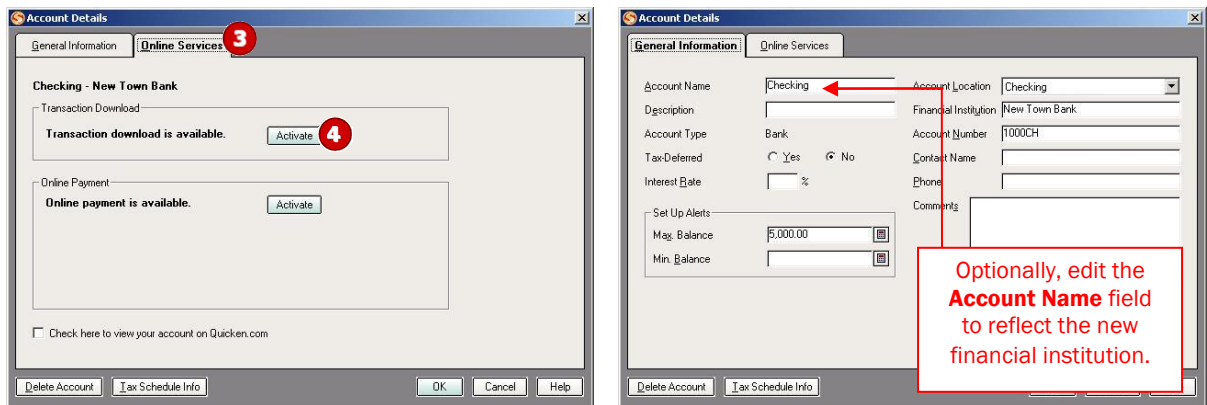 Account Details
General Information
Online Services
3
Checking - New Town Bank
Transaction Download
Transaction download is available.
Activate
4
Online Payment
Online payment is available.
Activate
Check here to view your account on Quicken.com
Delete Account
Tax Schedule Info
OK
Cancel
Help
Account Details
General Information
Online Services
Account Name
Checking
Account Location
Checking
Description
Financial Institution
New Town Bank
Account Type
Bank
Account Number
1000CH
Tax-Deferred
Yes
No
Contact Name
Interest Rate
%
Phone
Comments
Set Up Alerts
Max. Balance
5,000.00
Min. Balance
Optionally, edit the
Account Name field
to reflect the new
financial institution.
Delete Account
Tax Schedule Info